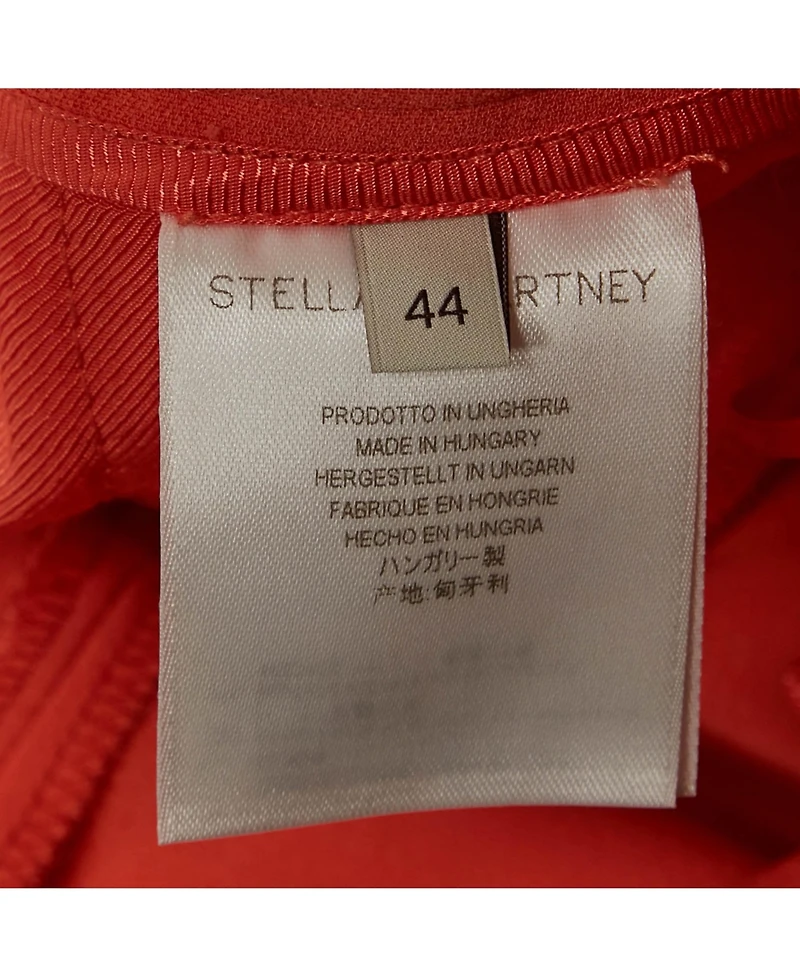 STELLA RTNEY
44
PRODOTTO IN UNGHERIA
MADE IN HUNGARY
HERGESTELLT IN UNGARN
FABRIQUE EN HONGRIE
HECHO EN HUNGRIA
ハンガリー製
产地:匈牙利